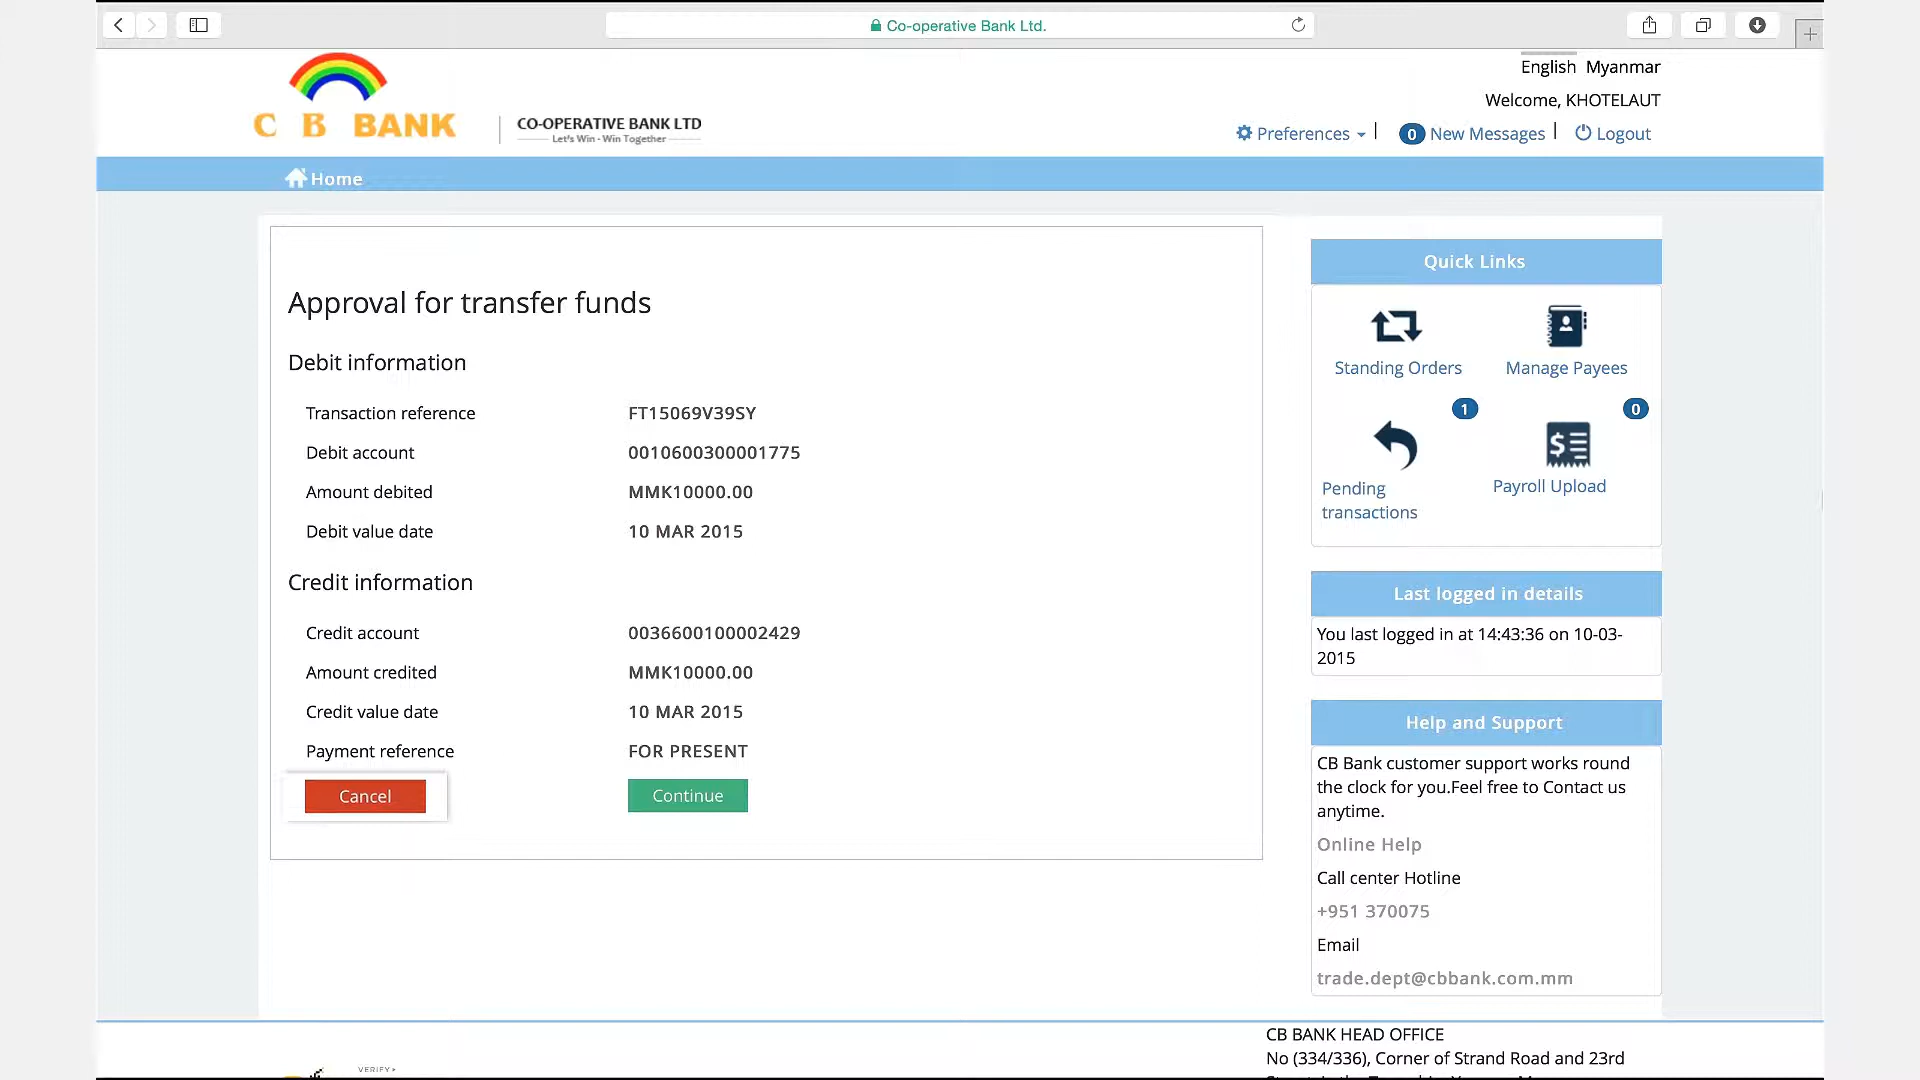 Co-operative Bank Ltd.
English Myanmar
Welcome, KHOTELAUT
Preferences
0 New Messages
Logout
C B BANK
CO-OPERATIVE BANK LTD
Let's Win - Win Together
Home
Approval for transfer funds
Debit information
Transaction reference FT15069V39SY
Debit account 0010600300001775
Amount debited MMK10000.00
Debit value date 10 MAR 2015
Credit information
Credit account 0036600100002429
Amount credited MMK10000.00
Credit value date 10 MAR 2015
Payment reference FOR PRESENT
Cancel Continue
Quick Links
Standing Orders Manage Payees
1 0
Pending
transactions
Payroll Upload
Last logged in details
You last logged in at 14:43:36 on 10-03-
2015
Help and Support
CB Bank customer support works round
the clock for you.Feel free to Contact us
anytime.
Online Help
Call center Hotline
+951 370075
Email
trade.dept@cbbank.com.mm
CB BANK HEAD OFFICE
No (334/336), Corner of Strand Road and 23rd
VERIFY>